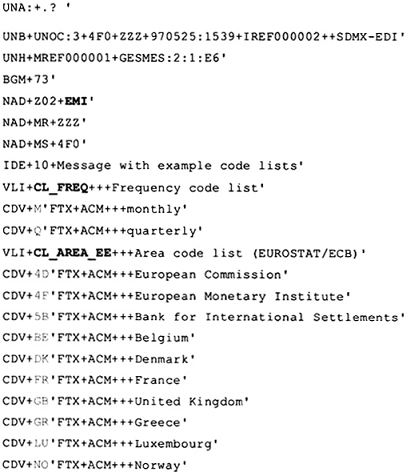 UNA:+.? '
UNB+UNOC:3+4F0+ZZZ+970525:1539+IREF000002++SDMX-EDI'
UNH+MREF000001+GESMES:2:1:E6'
BGM+73'
NAD+Z02+EMI'
NAD+MR+ZZZ'
NAD+MS+4F0'
IDE+10+Message with example code lists'
VLI+CL_FREQ+++Frequency code list'
CDV+M'FTX+ACM+++monthly'
CDV+Q'FTX+ACM+++quarterly'
VLI+CL_AREA_EE+++Area code list (EUROSTAT/ECB)'
CDV+4D'FTX+ACM+++European Commission'
CDV+4F'FTX+ACM+++European Monetary Institute'
CDV+5B'FTX+ACM+++Bank for International Settlements'
CDV+BE'FTX+ACM+++Belgium'
CDV+DK'FTX+ACM+++Denmark'
CDV+FR'FTX+ACM+++France'
CDV+GB'FTX+ACM+++United Kingdom'
CDV+GR'FTX+ACM+++Greece'
CDV+LU'FTX+ACM+++Luxembourg'
CDV+NO'FTX+ACM+++Norway'